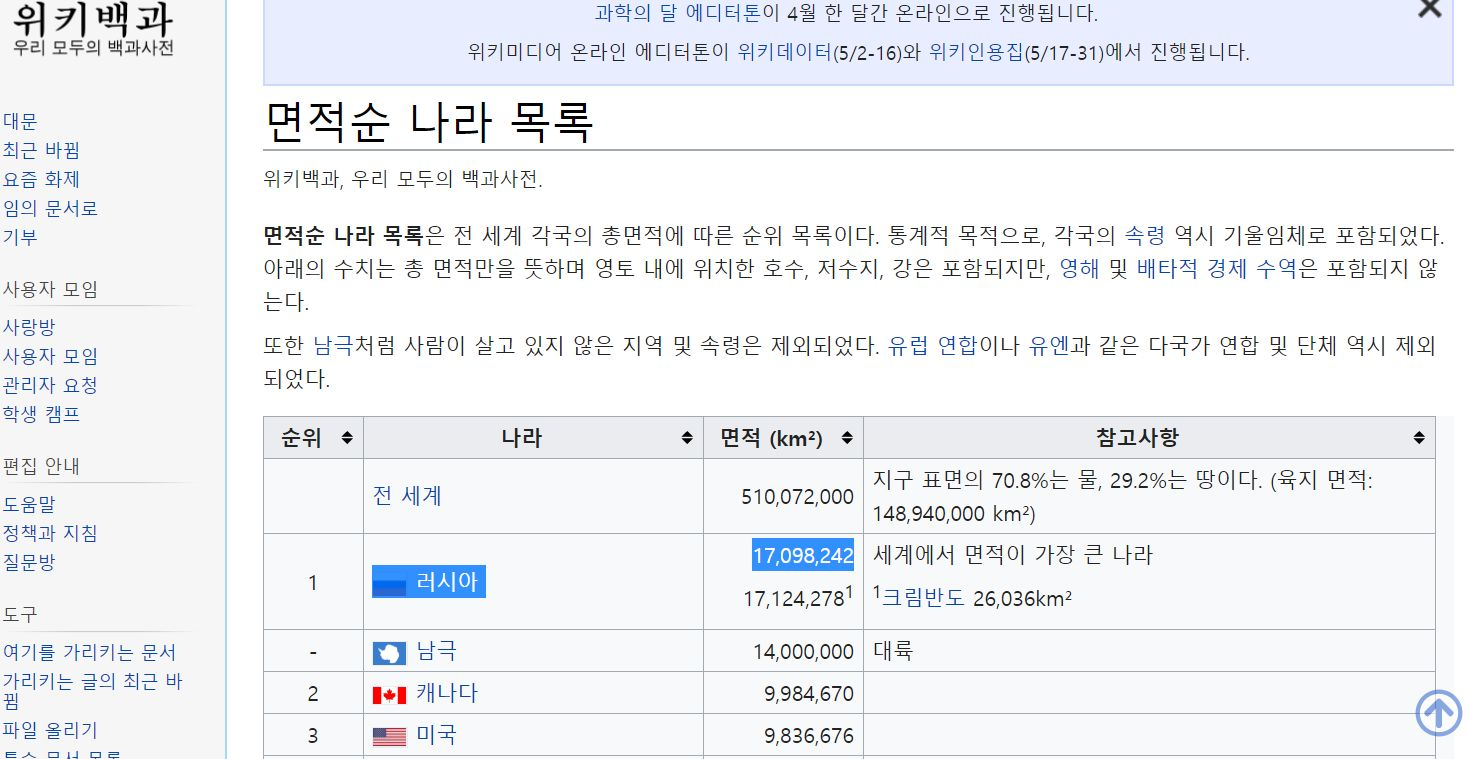 위키백과
우리 모두의 백과사전
대문
최근 바뀜
요즘 화제
임의 문서로
기부
사용자 모임
사랑방
사용자 모임
관리자 요청
학생 캠프
편집 안내
도움말
정책과 지침
질문방
도구
여기를 가리키는 문서
가리키는 글의 최근 바
뀜
파일 올리기
특수 문서 목록
과학의 달 에디터톤이 4월 한 달간 온라인으로 진행됩니다.
위키미디어 온라인 에디터톤이 위키데이터(5/2-16)와 위키인용집(5/17-31)에서 진행됩니다.
면적순 나라 목록
위키백과, 우리 모두의 백과사전.
면적순 나라 목록은 전 세계 각국의 총면적에 따른 순위 목록이다. 통계적 목적으로, 각국의 속령 역시 기울임체로 포함되었다.
아래의 수치는 총 면적만을 뜻하며 영토 내에 위치한 호수, 저수지, 강은 포함되지만, 영해 및 배타적 경제 수역은 포함되지 않
는다.
또한 남극처럼 사람이 살고 있지 않은 지역 및 속령은 제외되었다. 유럽 연합이나 유엔과 같은 다국가 연합 및 단체 역시 제외
되었다.
순위 나라 면적 (km²) 참고사항
전 세계 510,072,000 지구 표면의 70.8%는 물, 29.2%는 땅이다. (육지 면적:
148,940,000 km²)
1 러시아 17,098,242 세계에서 면적이 가장 큰 나라
17,124,278¹ ¹크림반도 26,036km²
- 남극 14,000,000 대륙
2 캐나다 9,984,670
3 미국 9,836,676